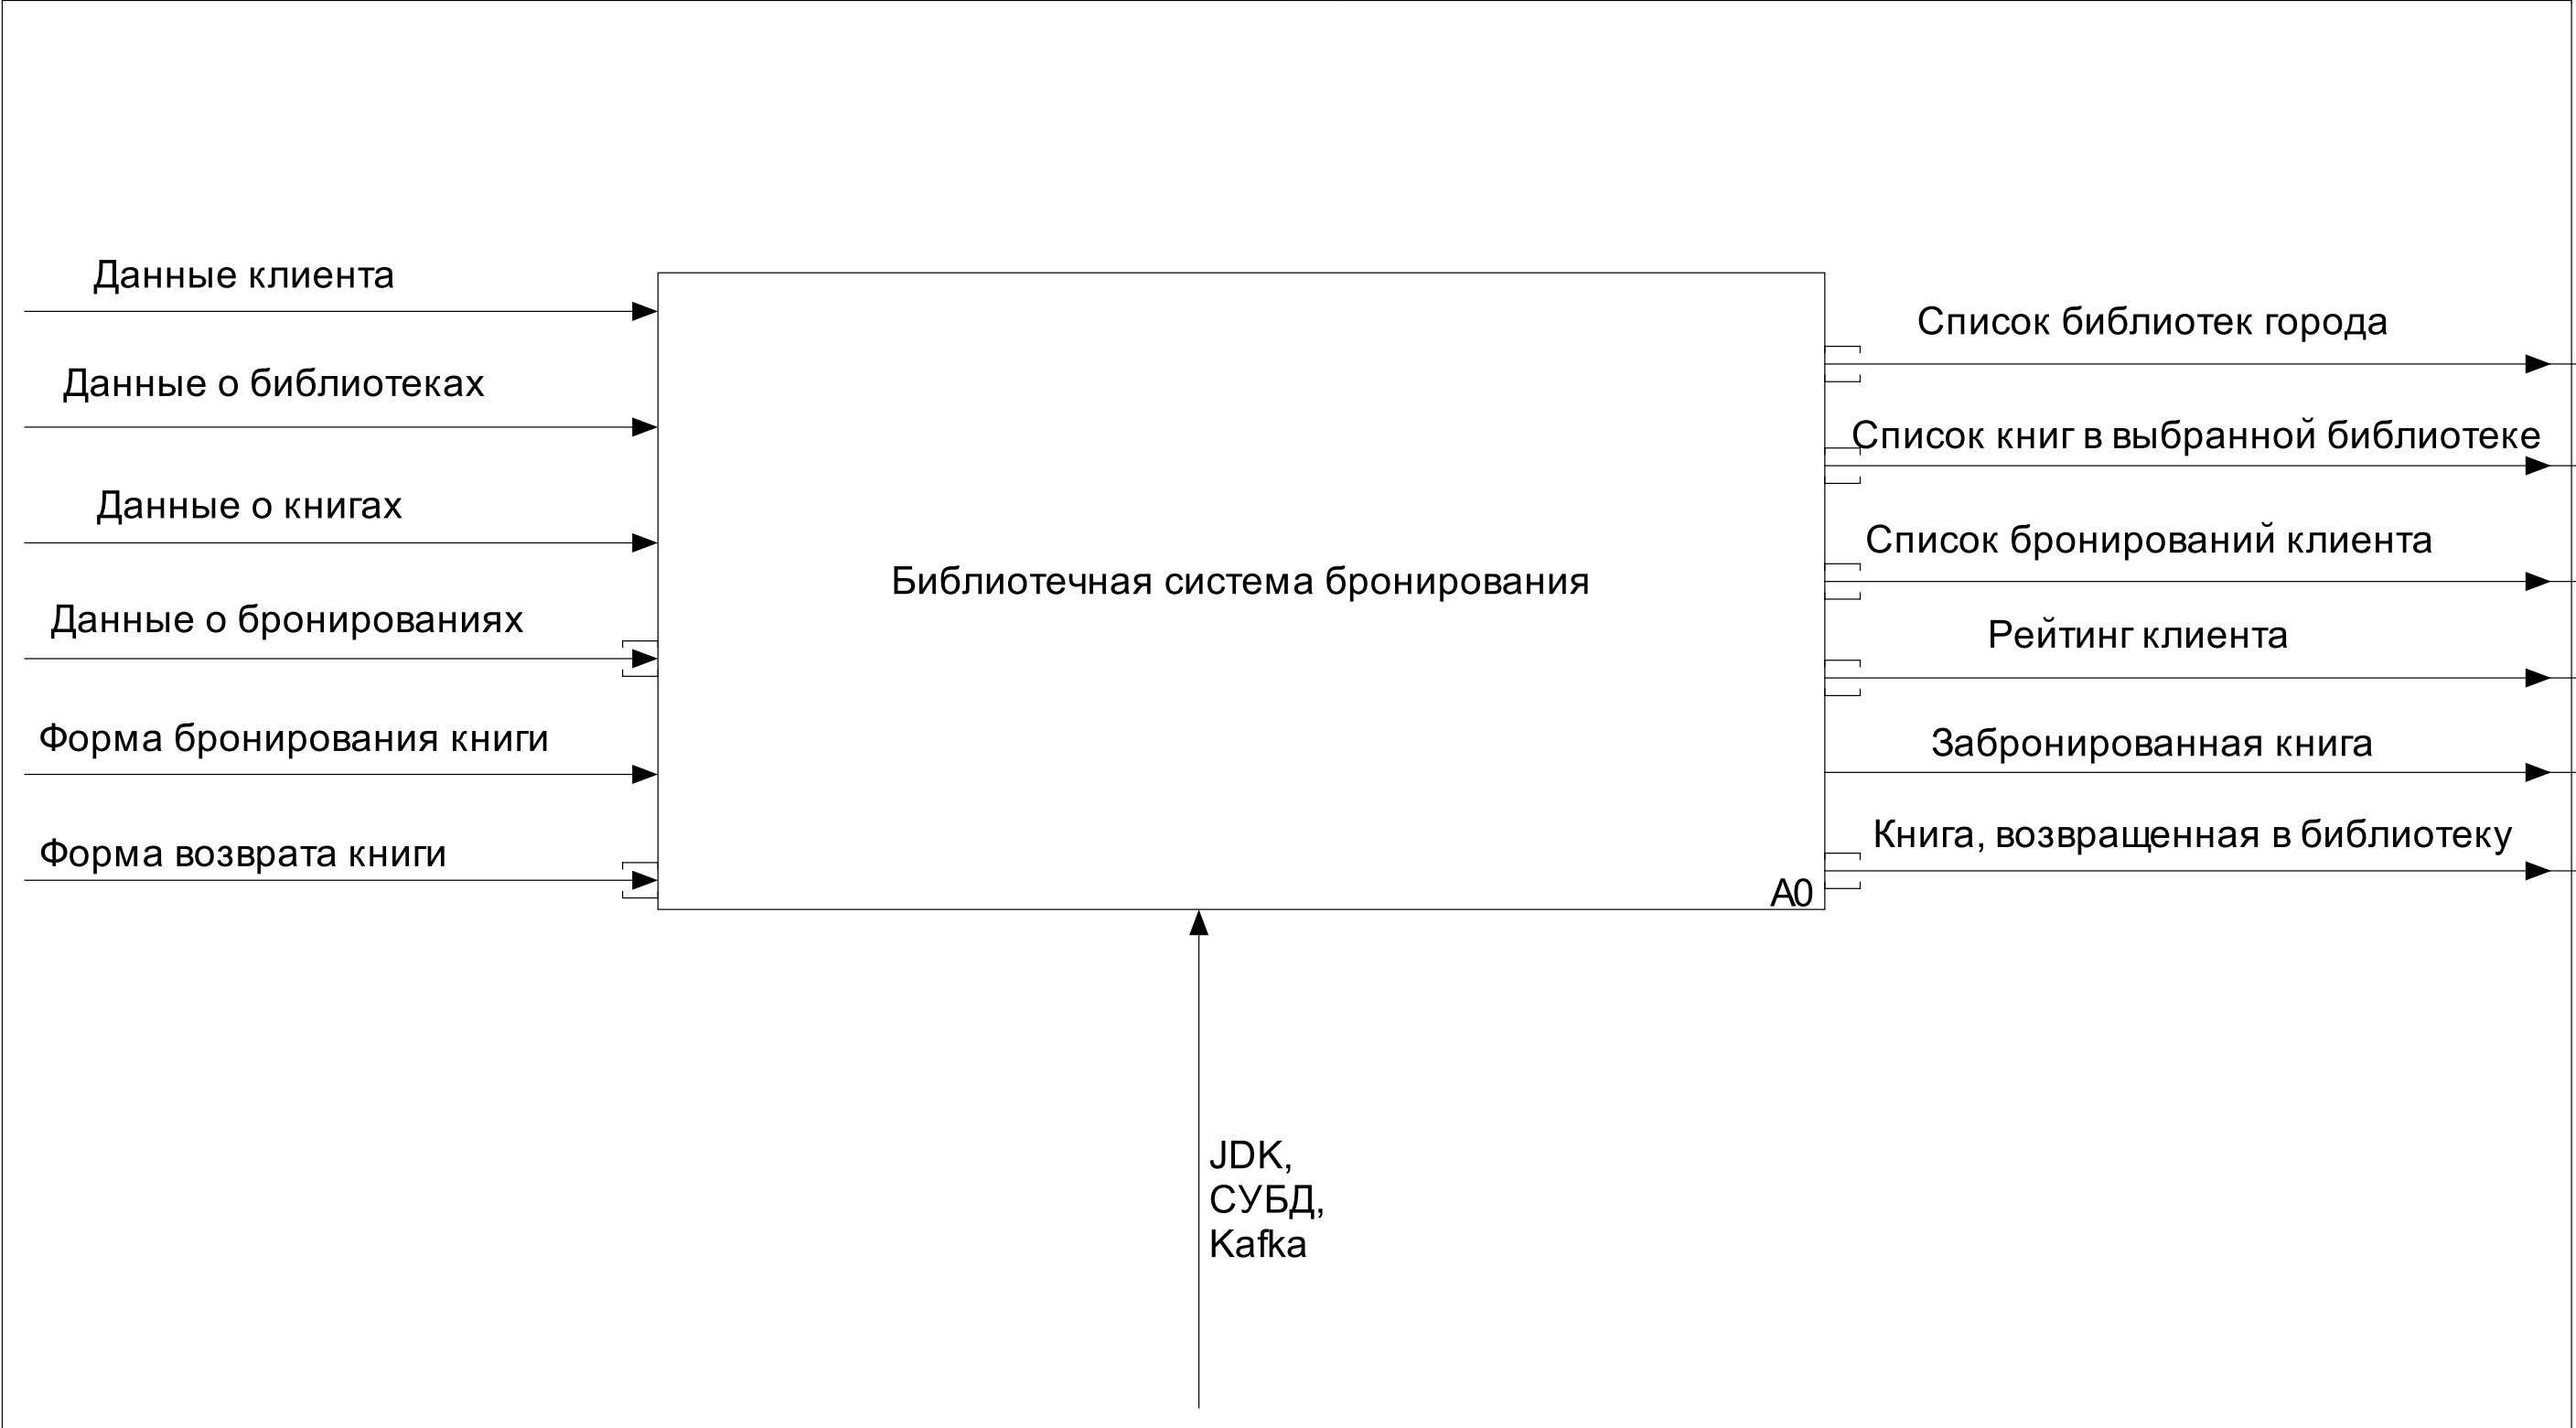 Данные клиента
Данные о библиотеках
Данные о книгах
Данные о бронированиях
Форма бронирования книги
Форма возврата книги
Библиотечная система бронирования
A0
Список библиотек города
Список книг в выбранной библиотеке
Список бронирований клиента
Рейтинг клиента
Забронированная книга
Книга, возвращенная в библиотеку
JDK,
СУБД,
Kafka